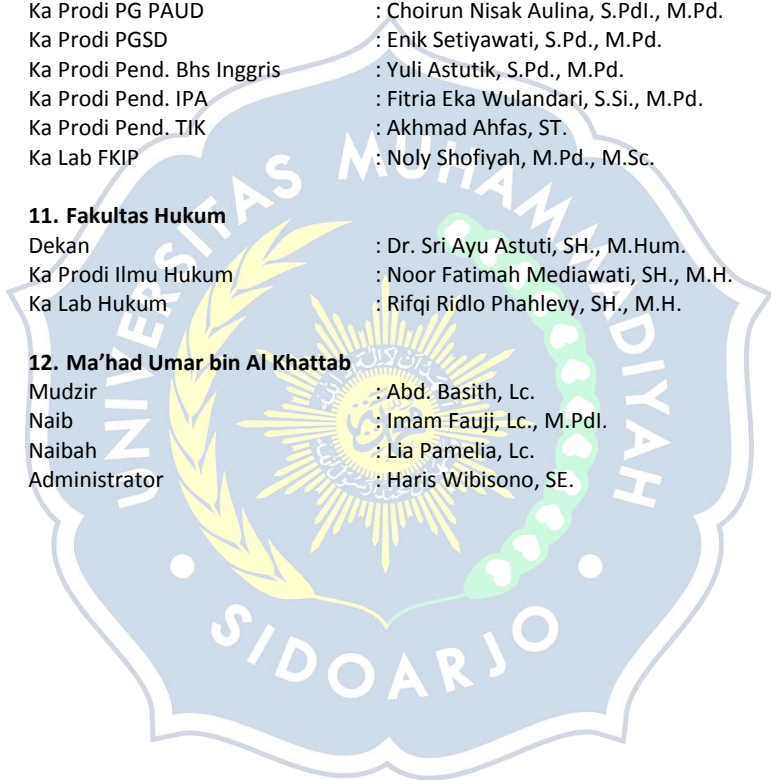 Ka Prodi PG PAUD : Choirun Nisak Aulina, S.PdI., M.Pd.
Ka Prodi PGSD : Enik Setiyawati, S.Pd., M.Pd.
Ka Prodi Pend. Bhs Inggris : Yuli Astutik, S.Pd., M.Pd.
Ka Prodi Pend. IPA : Fitria Eka Wulandari, S.Si., M.Pd.
Ka Prodi Pend. TIK : Akhmad Ahfas, ST.
Ka Lab FKIP : Noly Shofiyah, M.Pd., M.Sc.
11. Fakultas Hukum
Dekan : Dr. Sri Ayu Astuti, SH., M.Hum.
Ka Prodi Ilmu Hukum : Noor Fatimah Mediawati, SH., M.H.
Ka Lab Hukum : Rifqi Ridlo Phahlevy, SH., M.H.
12. Ma’had Umar bin Al Khattab
Mudzir : Abd. Basith, Lc.
Naib : Imam Fauji, Lc., M.PdI.
Naibah : Lia Pamelia, Lc.
Administrator : Haris Wibisono, SE.
UNIVERSITAS MUHAMMADIYAH
SIDOARJO